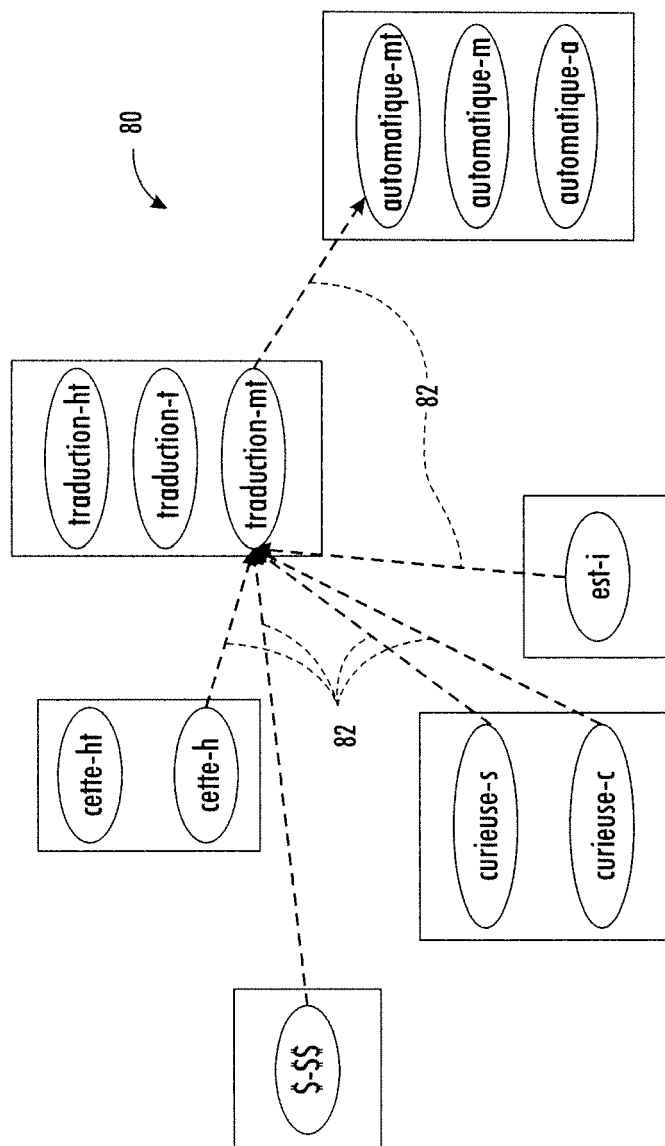 80
traduction-ht
traduction-t
traduction-mt
cette-ht
cette-h
$-$$
82
82
automatique-mt
automatique-m
automatique-a
curieuse-s
curieuse-c
est-i